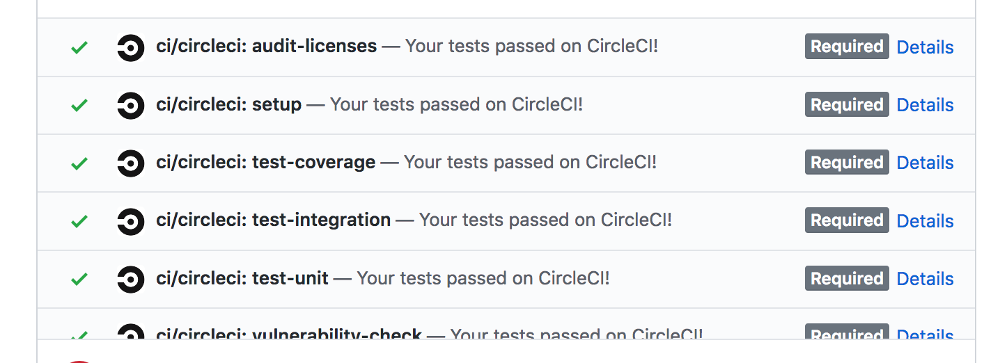 ci/circleci: audit-licenses — Your tests passed on CircleCI! Required Details
ci/circleci: setup — Your tests passed on CircleCI! Required Details
ci/circleci: test-coverage — Your tests passed on CircleCI! Required Details
ci/circleci: test-integration — Your tests passed on CircleCI! Required Details
ci/circleci: test-unit — Your tests passed on CircleCI! Required Details
ci/circleci: vulnerability-check — Your tests passed on CircleCI! Required Details